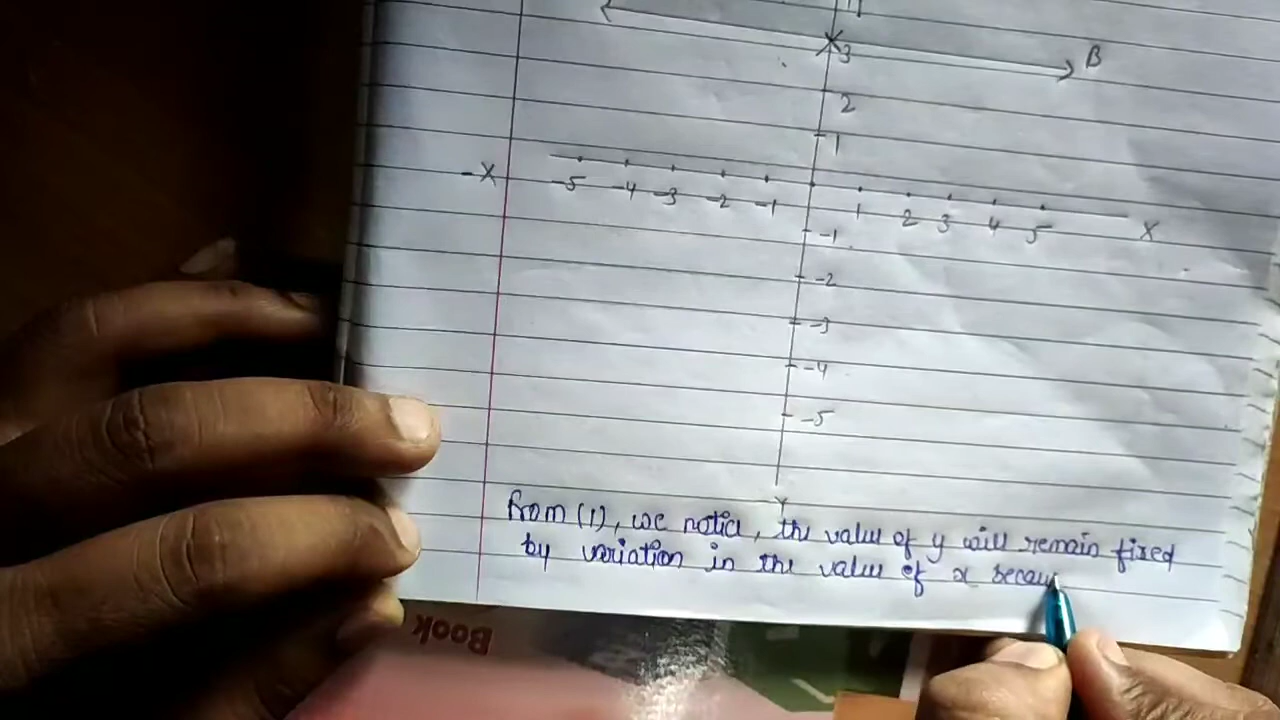 B
3
2
1
-X -5 -4 -3 -2 -1 1 2 3 4 5 X
-1
-2
-3
-4
-5
-Y
from (1), we notice, the value of y will remain fixed
by variation in the value of x becau
Book